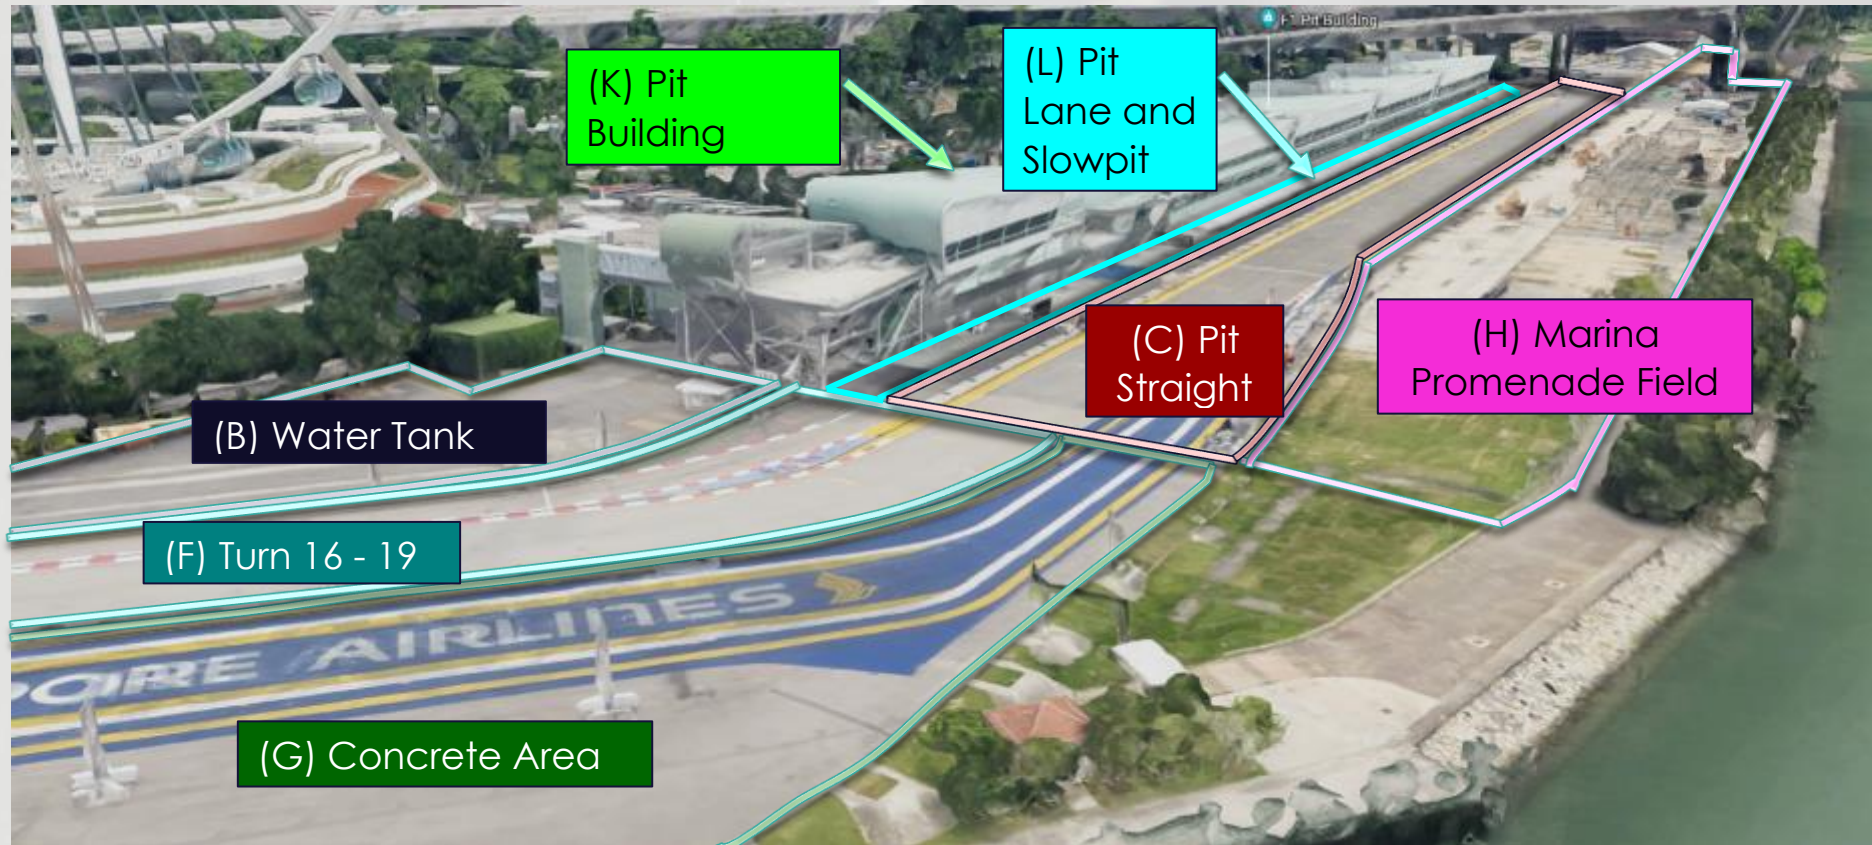 F1 Pit Building
(K) Pit
Building
(L) Pit
Lane and
Slowpit
(C) Pit
Straight
(H) Marina
Promenade Field
(B) Water Tank
(F) Turn 16 - 19
AIRLINES
(G) Concrete Area